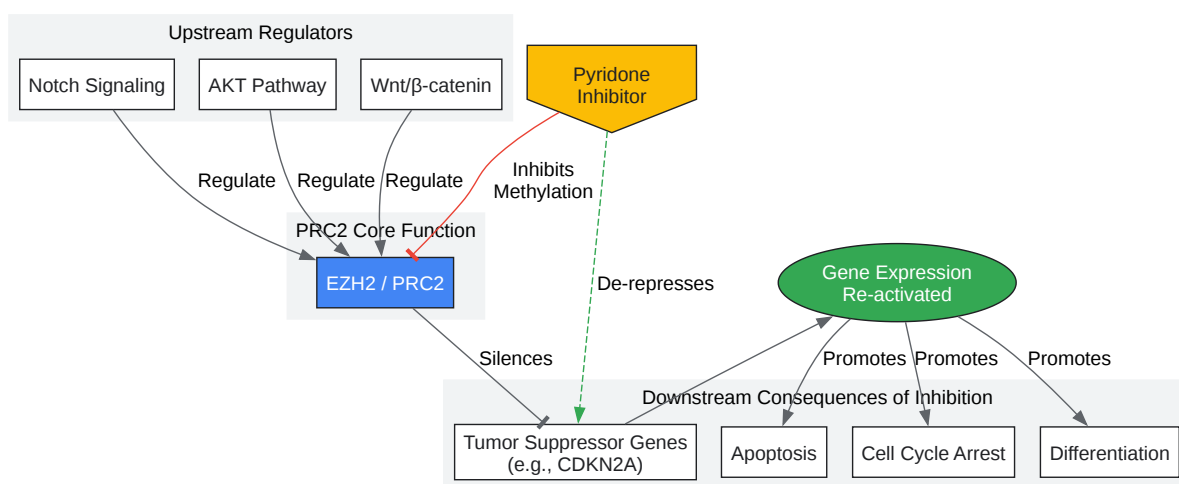 Upstream Regulators
Notch Signaling
AKT Pathway
Wnt/β-catenin
Pyridone
Inhibitor
Regulate
Regulate
Regulate
Inhibits
Methylation
PRC2 Core Function
EZH2 / PRC2
De-represses
Gene Expression
Re-activated
Silences
Promotes
Promotes
Promotes
Downstream Consequences of Inhibition
Tumor Suppressor Genes
(e.g., CDKN2A)
Apoptosis
Cell Cycle Arrest
Differentiation